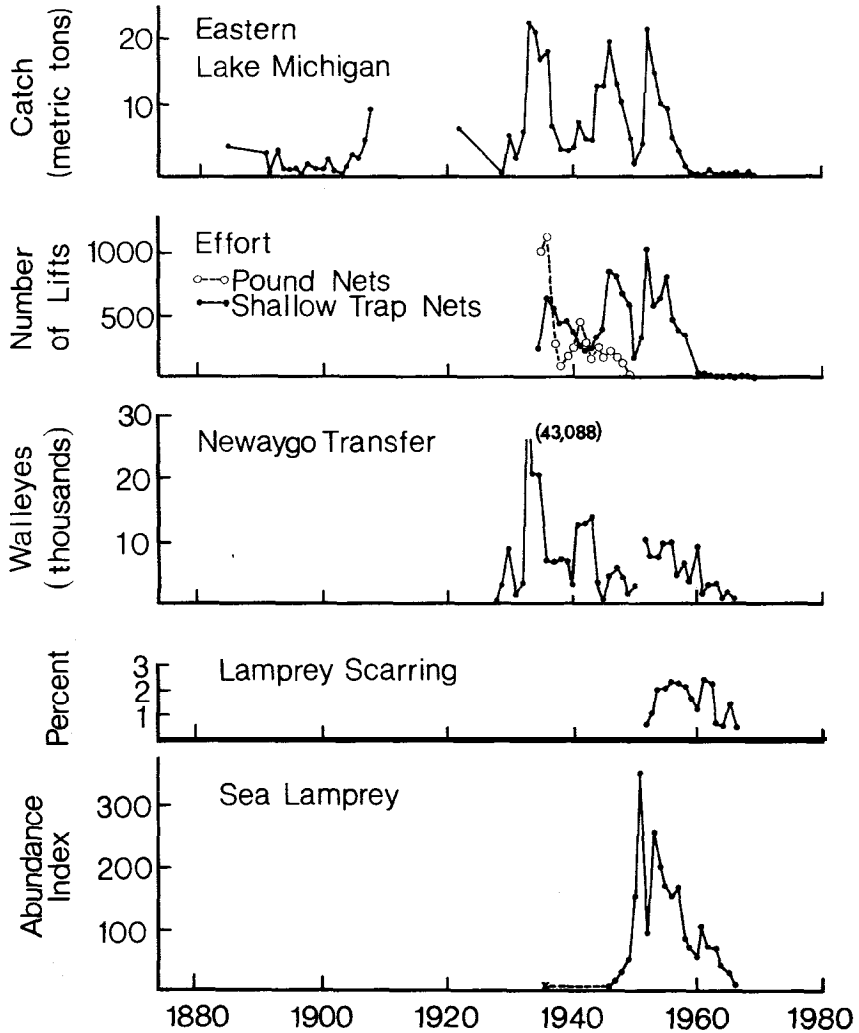 Catch
(metric tons)
20
10
Eastern
Lake Michigan
Number
of Lifts
1000
500
Effort
Pound Nets
Shallow Trap Nets
Walleyes
(thousands)
30
20
10
Newaygo Transfer
(43,088)
Percent
3
2
1
Lamprey Scarring
Abundance
Index
300
200
100
Sea Lamprey
1880 1900 1920 1940 1960 1980